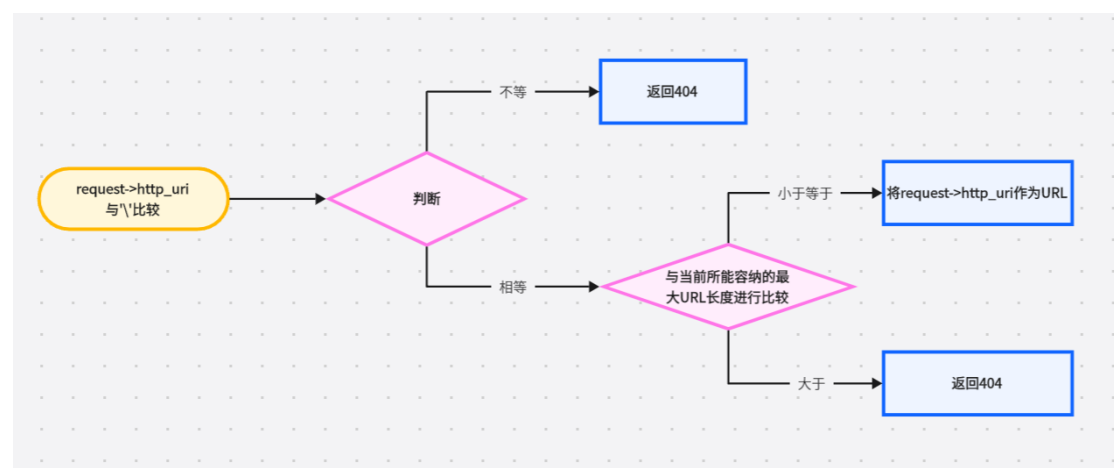 不等
返回404
request->http_uri
与'\'比较
判断
小于等于
将request->http_uri作为URL
相等
与当前所能容纳的最
大URL长度进行比较
大于
返回404